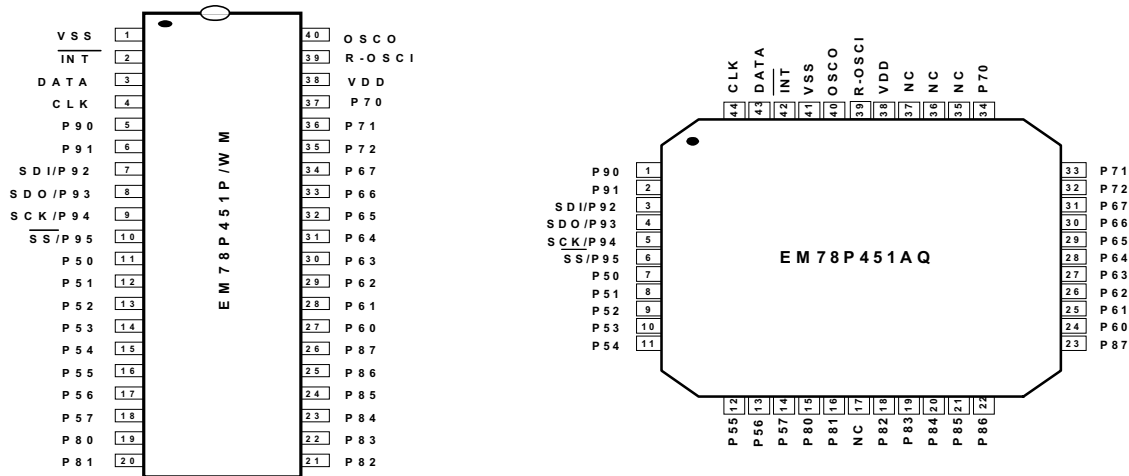 VSS 1
INT 2
DATA 3
CLK 4
P90 5
P91 6
SDI/P92 7
SDO/P93 8
SCK/P94 9
SS/P95 10
P50 11
P51 12
P52 13
P53 14
P54 15
P55 16
P56 17
P57 18
P80 19
P81 20
EM78P451P/WM
40 OSCO
39 R-OSCI
38 VDD
37 P70
36 P71
35 P72
34 P67
33 P66
32 P65
31 P64
30 P63
29 P62
28 P61
27 P60
26 P87
25 P86
24 P85
23 P84
22 P83
21 P82
CLK 44
DATA 43
INT 42
VSS 41
OSCO 40
R-OSCI 39
VDD 38
NC 37
NC 36
NC 35
P70 34
P90 1
P91 2
SDI/P92 3
SDO/P93 4
SCK/P94 5
SS/P95 6
P50 7
P51 8
P52 9
P53 10
P54 11
EM78P451AQ
33 P71
32 P72
31 P67
30 P66
29 P65
28 P64
27 P63
26 P62
25 P61
24 P60
23 P87
P55 12
P56 13
P57 14
P80 15
P81 16
NC 17
P82 18
P83 19
P84 20
P85 21
P86 22